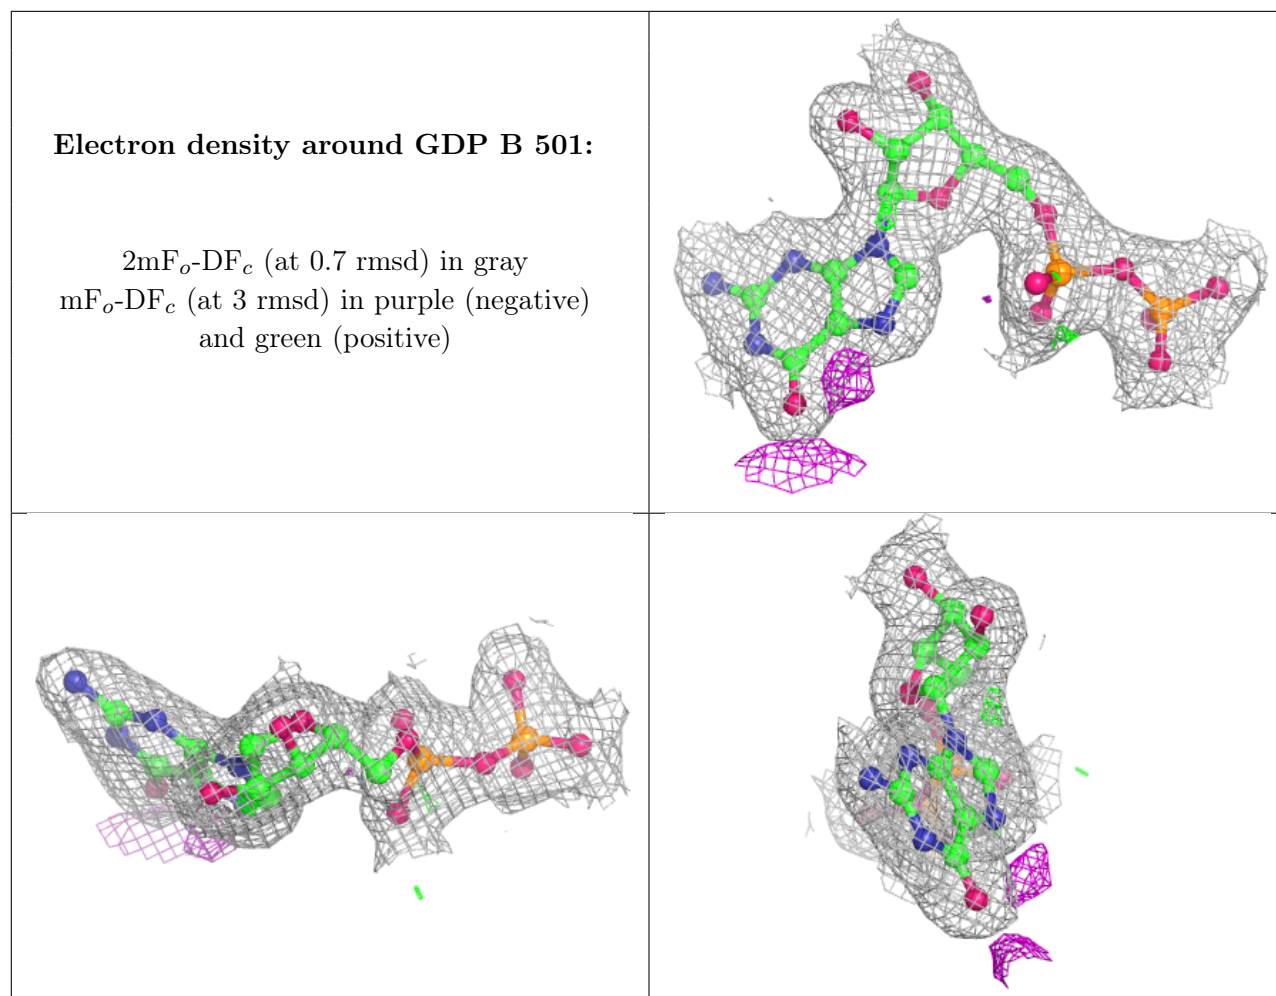 Electron density around GDP B 501:
2mFo-DFc (at 0.7 rmsd) in gray
mFo-DFc (at 3 rmsd) in purple (negative)
and green (positive)